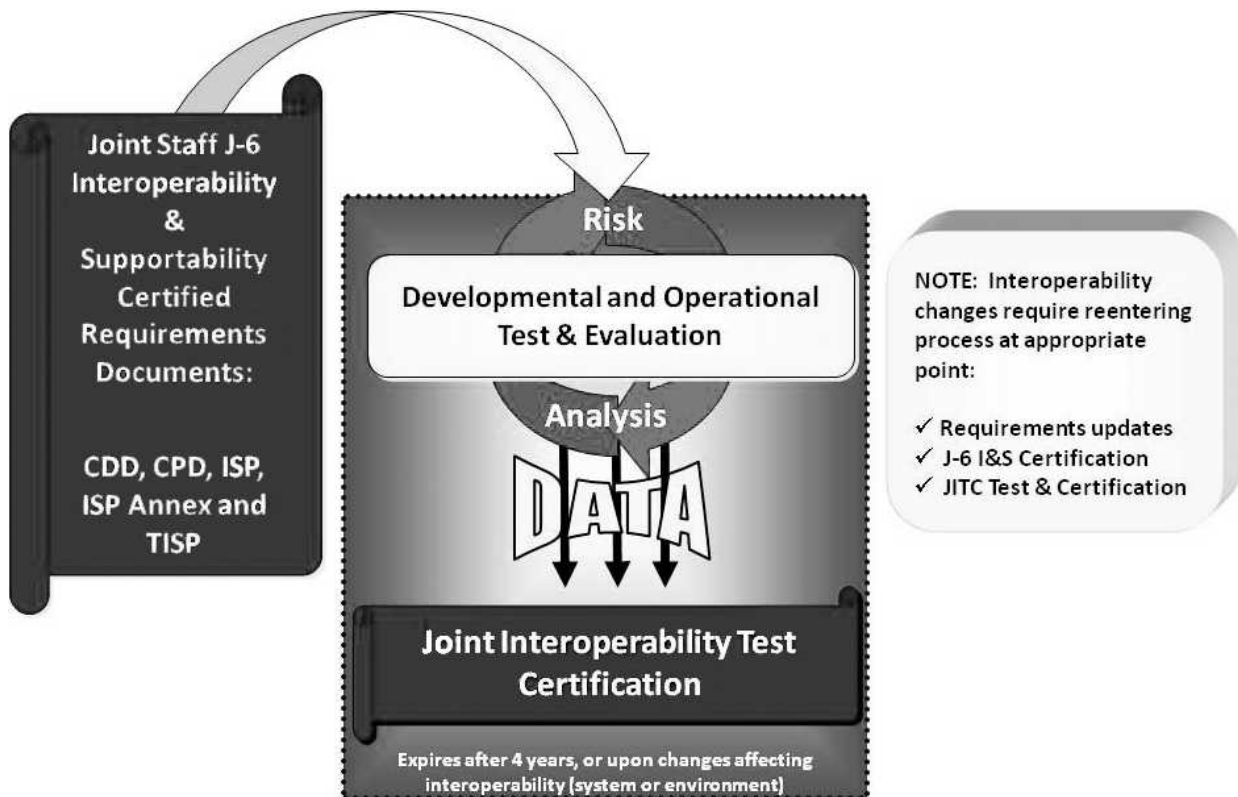 Joint Staff J-6
Interoperability
&
Supportability
Certified
Requirements
Documents:
CDD, CPD, ISP,
ISP Annex and
TISP
Risk
Developmental and Operational
Test & Evaluation
Analysis
DATA
Joint Interoperability Test
Certification
Expires after 4 years, or upon changes affecting
interoperability (system or environment)
NOTE: Interoperability
changes require reentering
process at appropriate
point:
✓ Requirements updates
✓ J-6 I&S Certification
✓ JITC Test & Certification